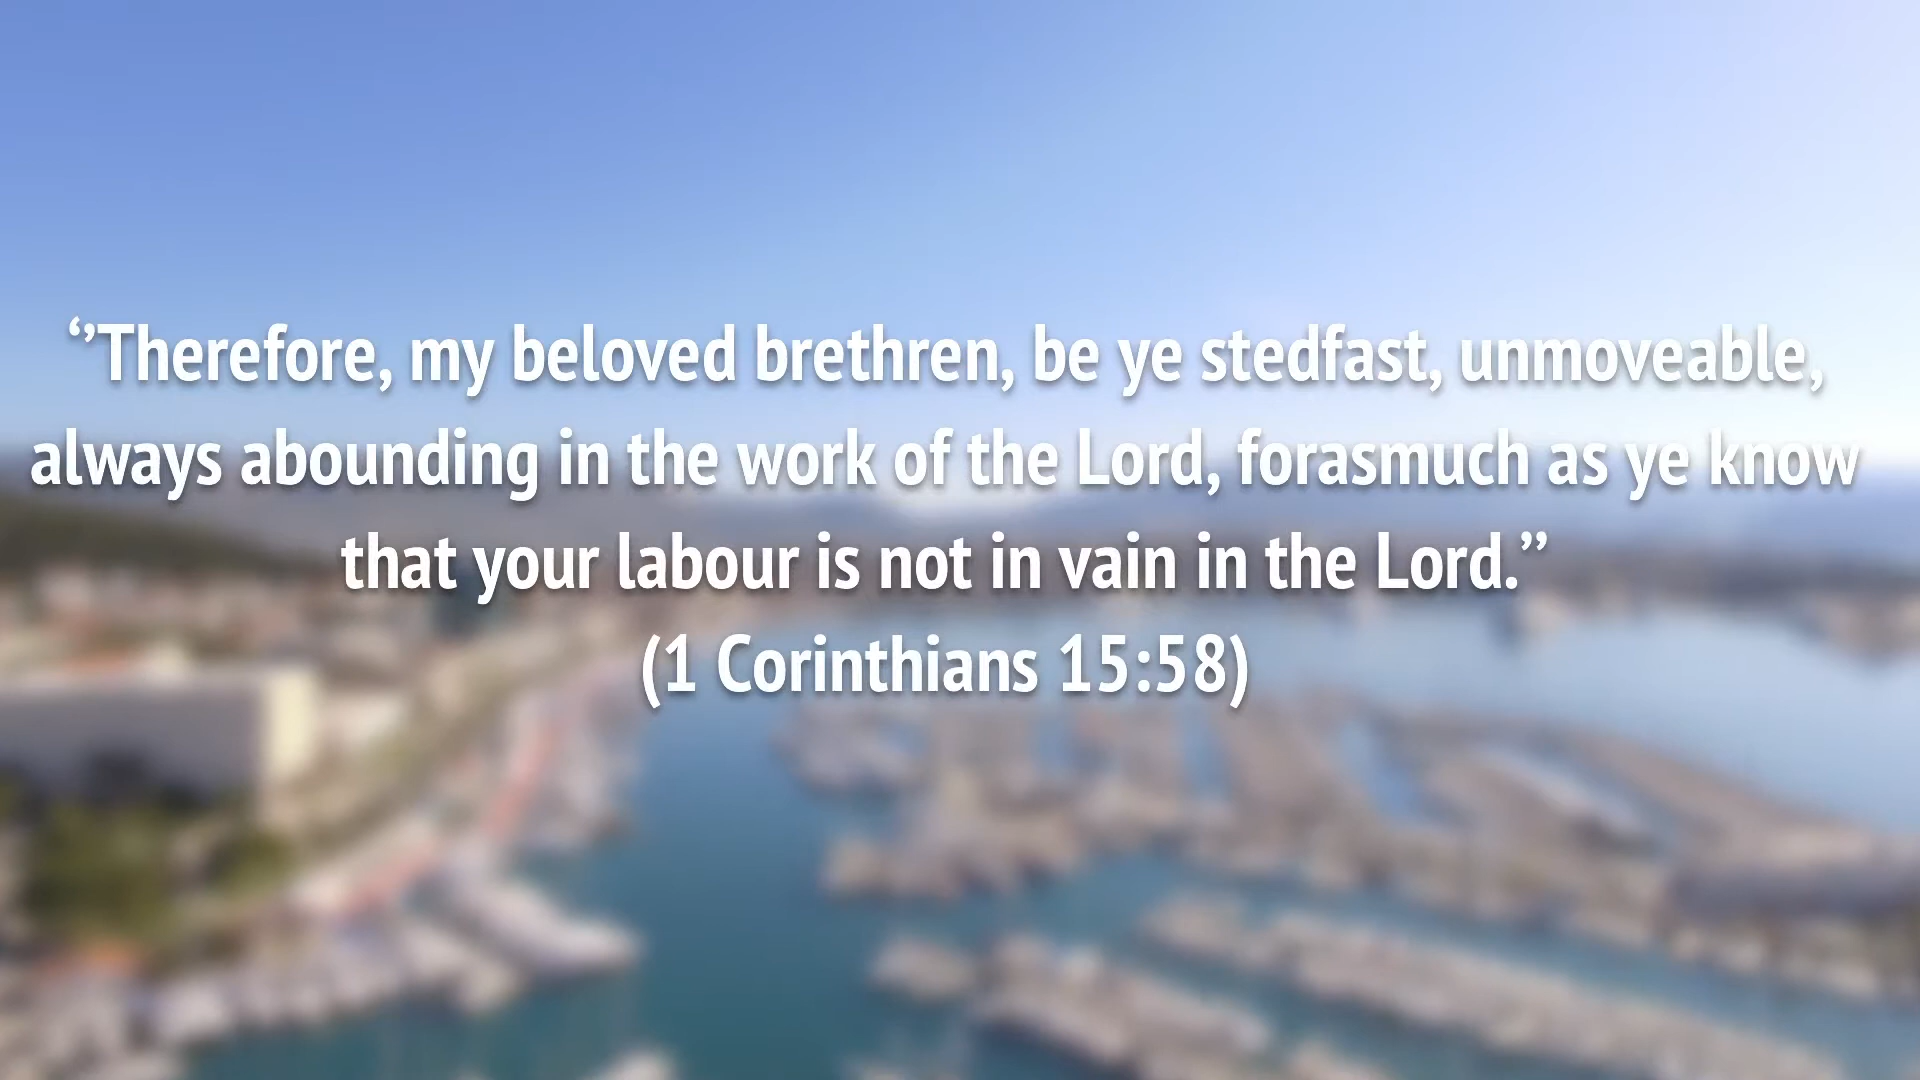 ‘’Therefore, my beloved brethren, be ye stedfast, unmoveable,
always abounding in the work of the Lord, forasmuch as ye know
that your labour is not in vain in the Lord.’’
(1 Corinthians 15:58)